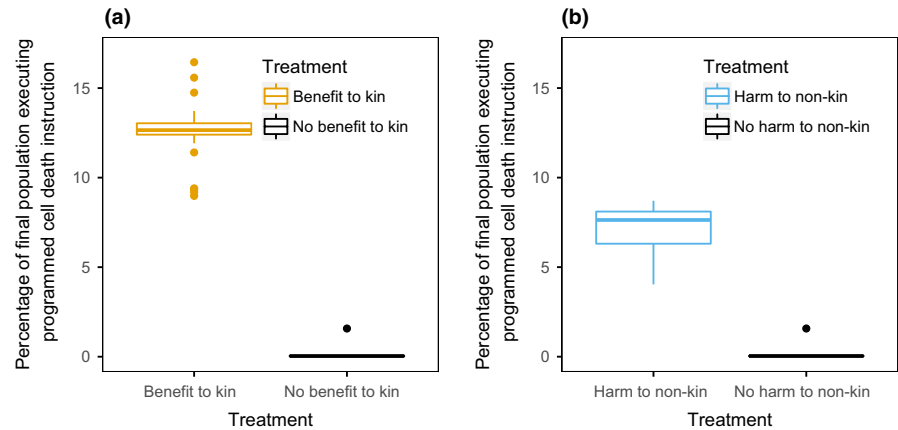 (a)
Percentage of final population executing
programmed cell death instruction
15
10
5
0
Treatment
Benefit to kin
No benefit to kin
Benefit to kin
No benefit to kin
Treatment
(b)
Percentage of final population executing
programmed cell death instruction
15
10
5
0
Treatment
Harm to non-kin
No harm to non-kin
Harm to non-kin
No harm to non-kin
Treatment